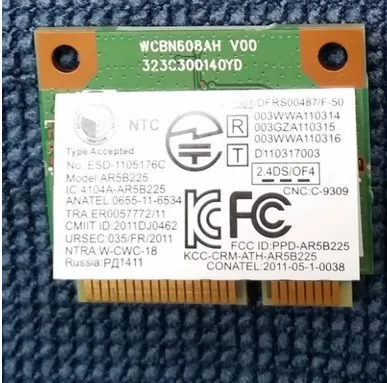 WCBN608AH V00
323C300140YD
/DFRS00487/F-50
NTC
R 003WWA110314
003GZA110315
003WWA110316
T D110317003
2.4DS/OF4
CNC:C-9309
Type Accepted
No. ESD-1105176C
Model AR5B225
IC 4104A-AR5B225
ANATEL:0655-11-6534
TRA ER0057772/11
CMIIT ID:2011DJ0462
URSEC:035/FR/2011
NTRA:W-CWC-18
Russia:РД1411
KC FC
FCC ID:PPD-AR5B225
KCC-CRM-ATH-AR5B225
CONATEL:2011-05-1-0038